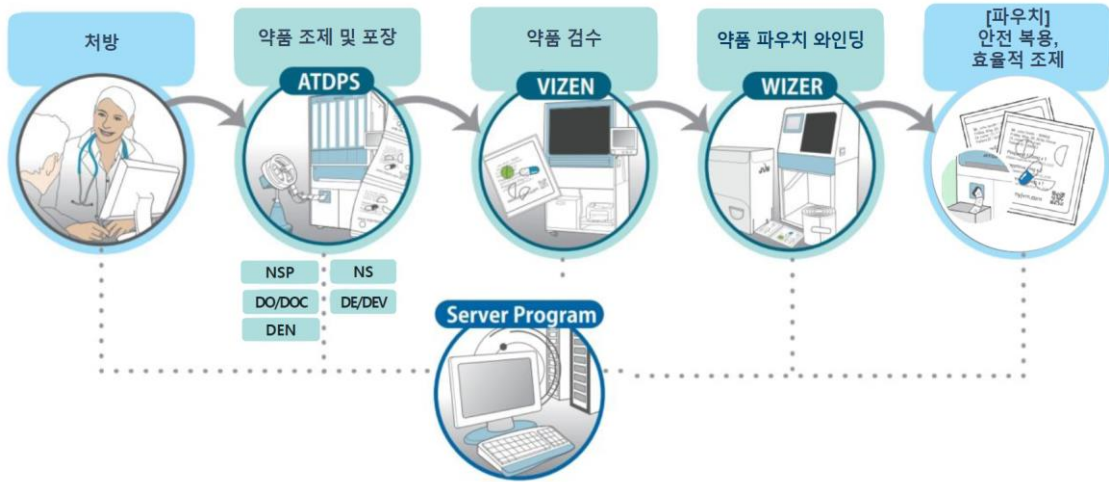 처방
약품 조제 및 포장
ATDPS
약품 검수
VIZEN
약품 파우치 와인딩
WIZER
[파우치]
안전 복용,
효율적 조제
NSP
NS
DO/DOC
DE/DEV
DEN
Server Program